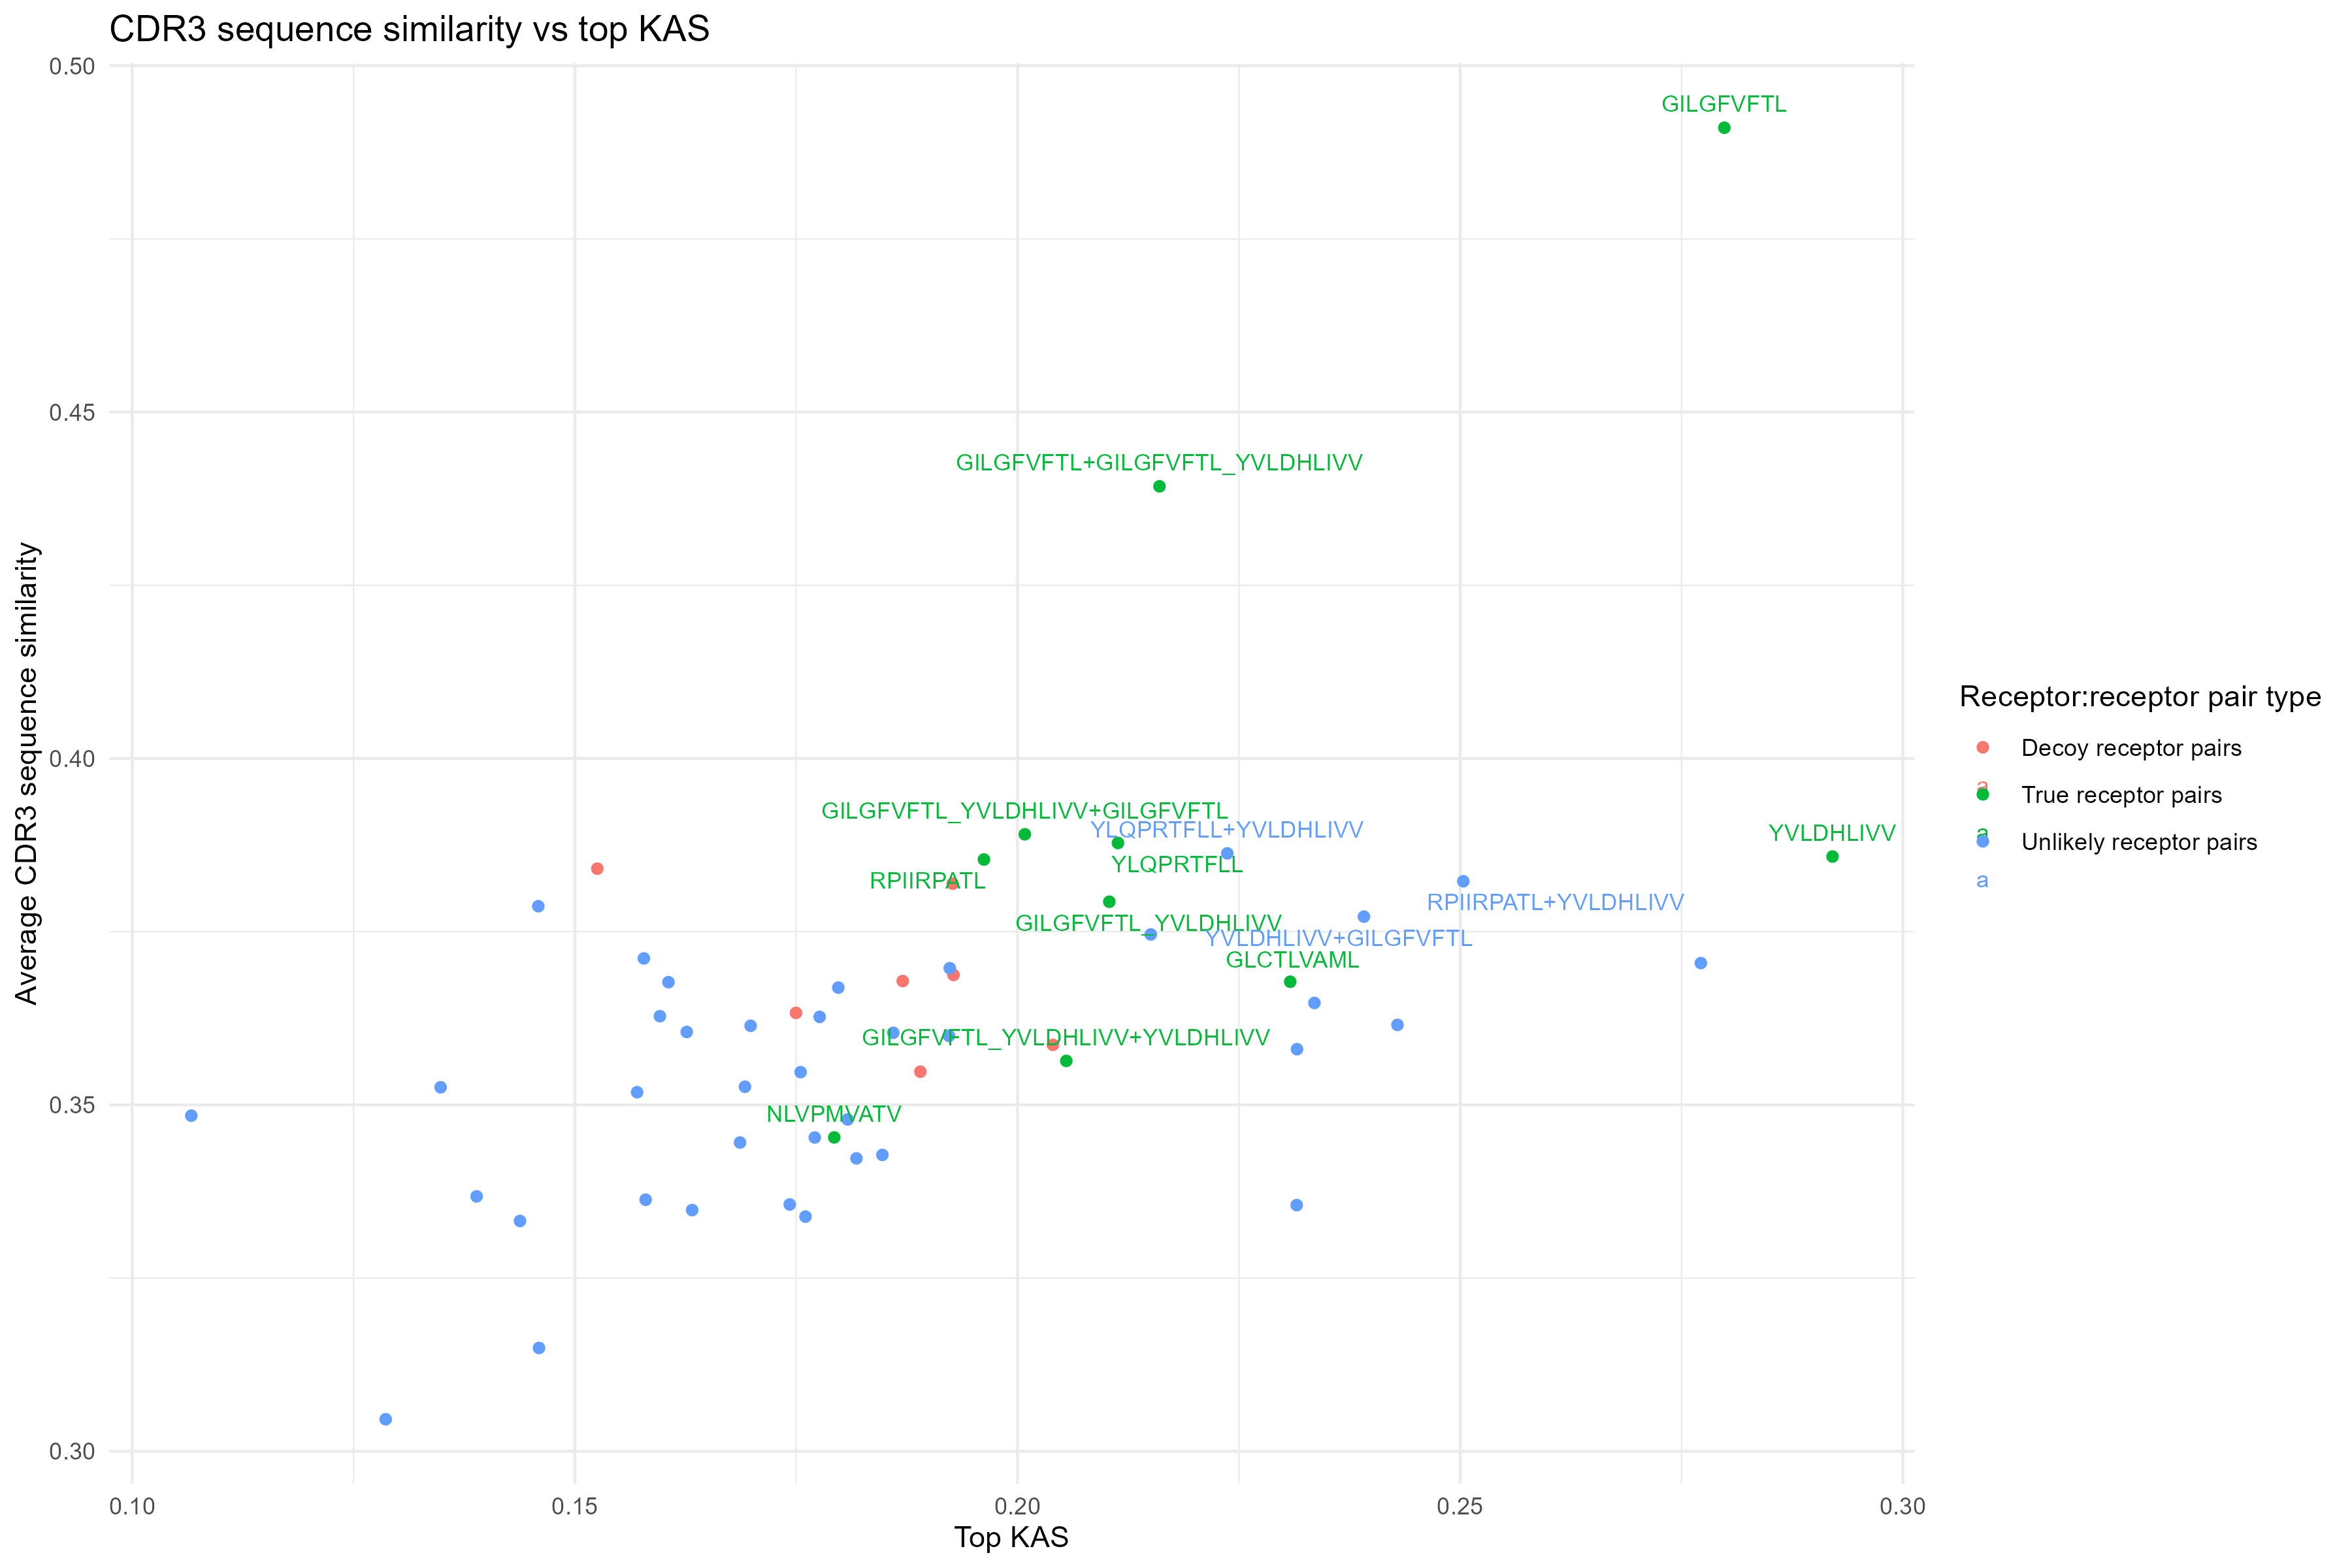 CDR3 sequence similarity vs top KAS
0.50
GILGFVFTL
0.45
GILGFVFTL+GILGFVFTL_YVLDHLIVV
Average CDR3 sequence similarity
Receptor:receptor pair type
Decoy receptor pairs
a
True receptor pairs
a
Unlikely receptor pairs
a
0.40
GILGFVFTL_YVLDHLIVV+GILGFVFTL
YLQPRTFLL+YVLDHLIVV
YVLDHLIVV
YLQPRTFLL
RPIIRPATL
RPIIRPATL+YVLDHLIVV
GILGFVFTL_YVLDHLIVV
YVLDHLIVV+GILGFVFTL
GLCTLVAML
GILGFVFTL_YVLDHLIVV+YVLDHLIVV
0.35
NLVPMVATV
0.30
0.10
0.15
0.20
0.25
0.30
Top KAS